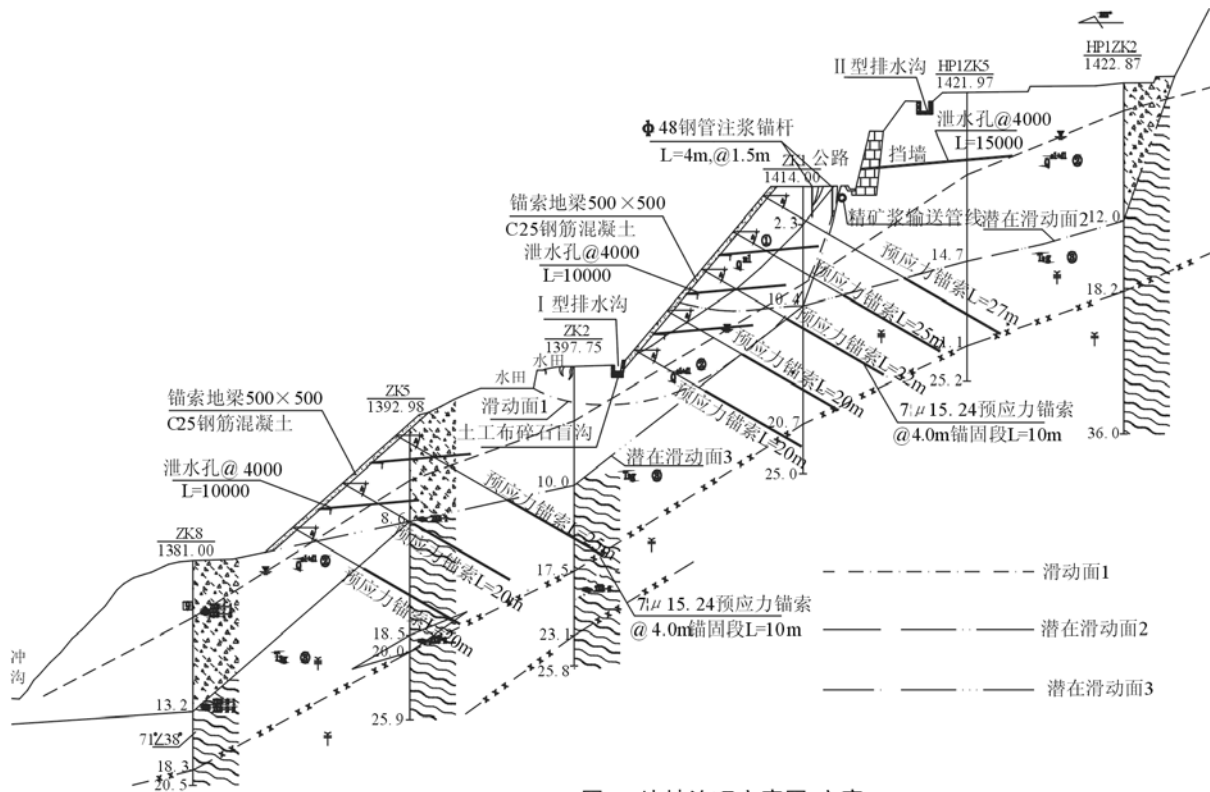 HP1ZK2
1422.87
Ⅱ型排水沟
HP1ZK5
1421.97
泄水孔@4000
L=15000
Φ48钢管注浆锚杆
L=4m,@1.5m
ZK1
1414.00
公路
挡墙
锚索地梁500×500
C25钢筋混凝土
泄水孔@4000
L=10000
精矿浆输送管线
潜在滑动面2
12.0
2.3
14.7
预应力锚索L=27m
预应力锚索L=25m
预应力锚索L=22m
预应力锚索L=20m
预应力锚索L=20m
10.4
18.2
25.2
36.0
20.7
25.0
Ⅰ型排水沟
ZK2
1397.75
水田
水田
ZK5
1392.98
滑动面1
土工布碎石盲沟
锚索地梁500×500
C25钢筋混凝土
7 15.24预应力锚索
@4.0m锚固段L=10m
潜在滑动面3
泄水孔@ 4000
L=10000
10.0
ZK8
1381.00
预应力锚索
预应力锚索L=20m
预应力锚索L=20m
17.5
18.5
20.0
23.1
25.8
25.9
7 15.24预应力锚索
@ 4.0m锚固段L=10m
冲沟
13.2
71∠38°
18.3
20.5
滑动面1
潜在滑动面2
潜在滑动面3